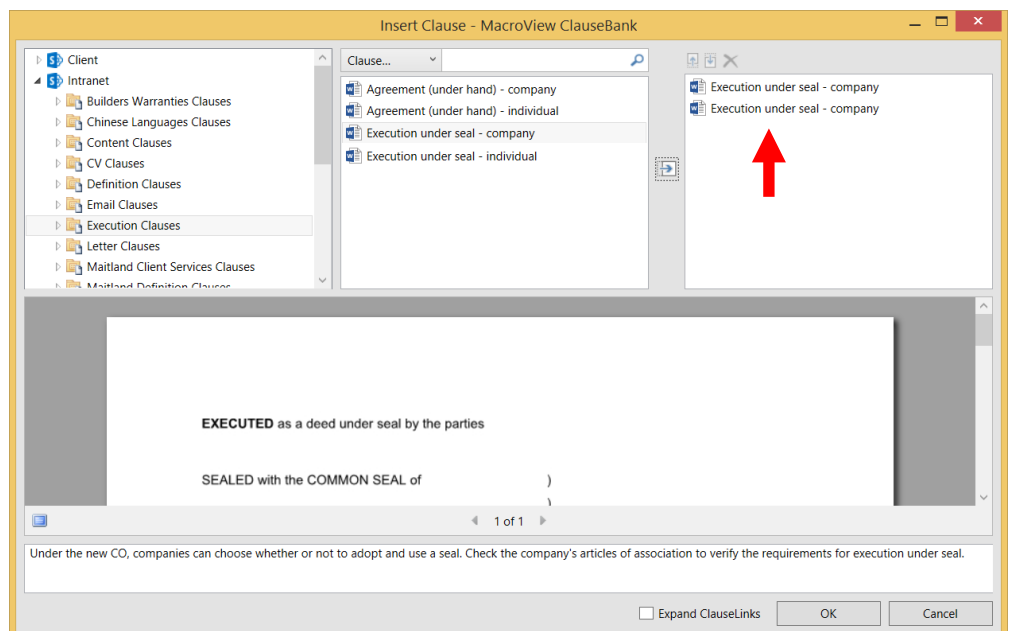 Insert Clause - MacroView ClauseBank
Client
Intranet
Builders Warranties Clauses
Chinese Languages Clauses
Content Clauses
CV Clauses
Definition Clauses
Email Clauses
Execution Clauses
Letter Clauses
Maitland Client Services Clauses
Maitland Definition Clauses
Clause...
Agreement (under hand) - company
Agreement (under hand) - individual
Execution under seal - company
Execution under seal - individual
Execution under seal - company
Execution under seal - company
EXECUTED as a deed under seal by the parties
SEALED with the COMMON SEAL of )
)
1 of 1
Under the new CO, companies can choose whether or not to adopt and use a seal. Check the company's articles of association to verify the requirements for execution under seal.
Expand ClauseLinks
OK
Cancel